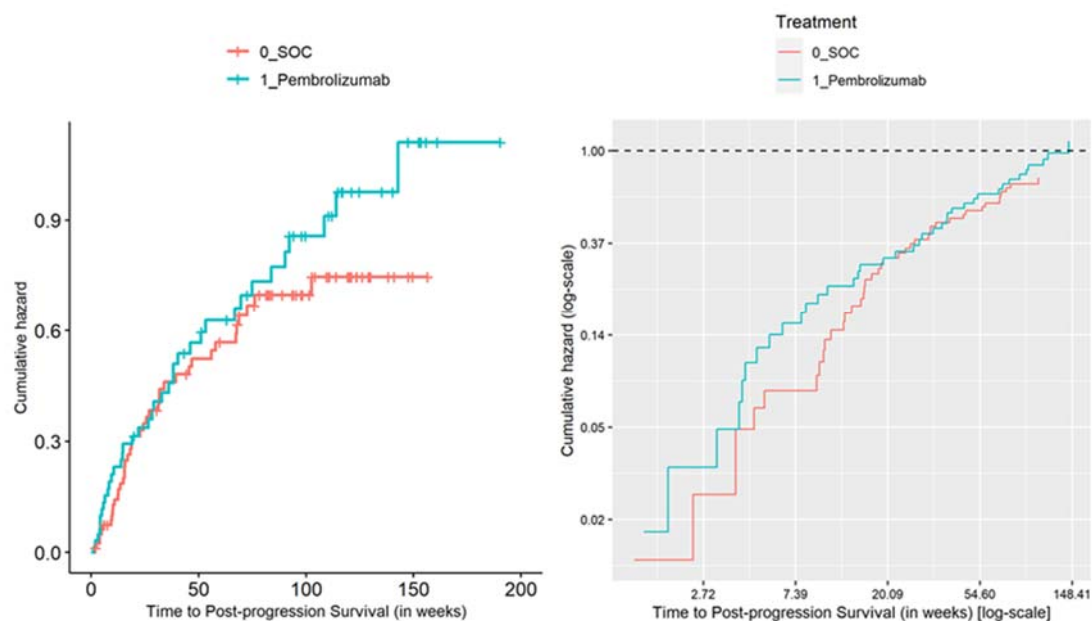 0_SOC
1_Pembrolizumab
Cumulative hazard
0.9
0.6
0.3
0.0
0
50
100
150
200
Time to Post-progression Survival (in weeks)
Treatment
0_SOC
1_Pembrolizumab
Cumulative hazard (log-scale)
1.00
0.37
0.14
0.05
0.02
2.72
7.39
20.09
54.60
148.41
Time to Post-progression Survival (in weeks) [log-scale]